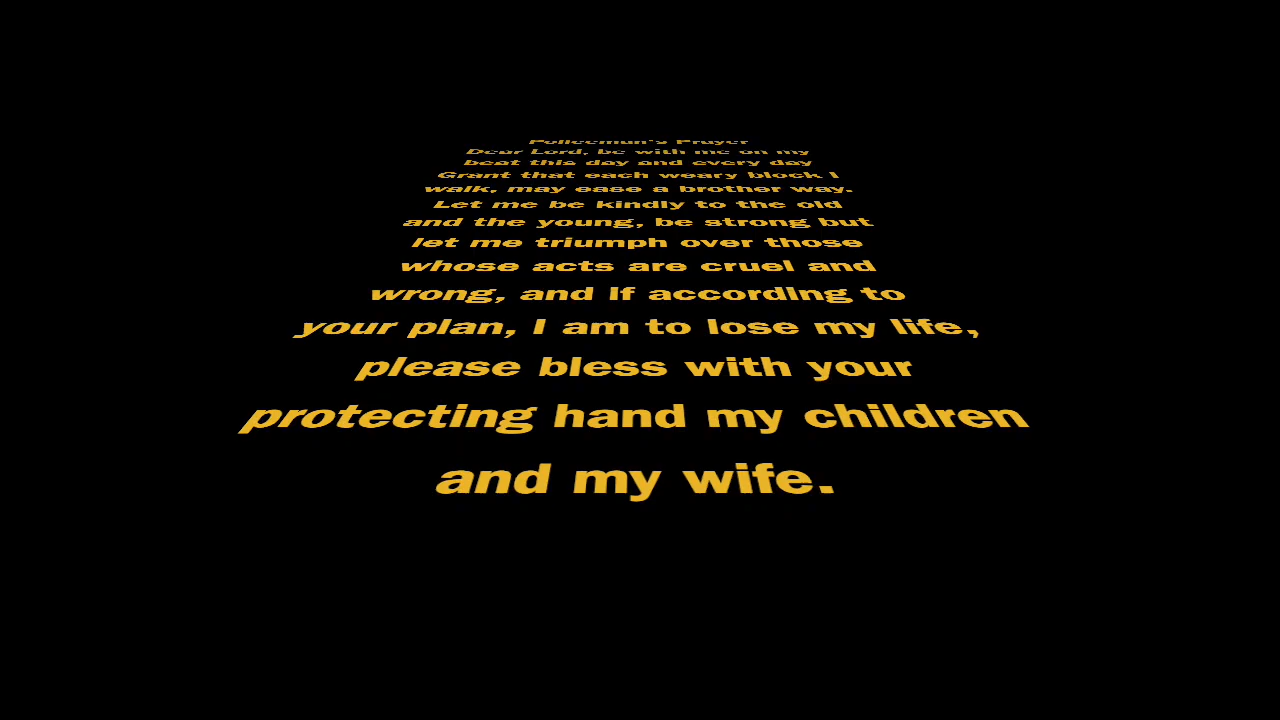 Policeman's Prayer
Dear Lord, be with me on my
beat this day and every day
Grant that each weary block I
walk, may ease a brother way.
Let me be kindly to the old
and the young, be strong but
let me triumph over those
whose acts are cruel and
wrong, and if according to
your plan, I am to lose my life,
please bless with your
protecting hand my children
and my wife.